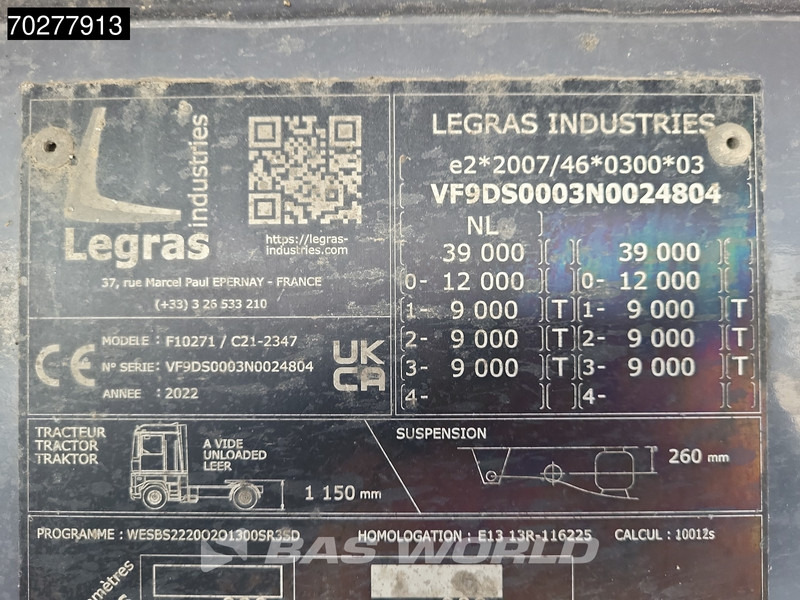 70277913
industries
Legras
https://legras-
industries.com
37, rue Marcel Paul EPERNAY - FRANCE
(+33) 3 26 533 210
LEGRAS INDUSTRIES
e2*2007/46*0300*03
VF9DS0003N0024804
NL
39 000 39 000
0- 12 000 0- 12 000
1- 9 000 T 1- 9 000 T
2- 9 000 T 2- 9 000 T
3- 9 000 T 3- 9 000 T
4- 4-
CE
MODELE : F10271 / C21-2347
N° SERIE: VF9DS0003N0024804
ANNEE : 2022
UK
CA
TRACTEUR
TRACTOR
TRAKTOR
A VIDE
UNLOADED
LEER
1 150 mm
SUSPENSION
260 mm
PROGRAMME : HOMOLOGATION : E13 13R-116225 CALCUL : 10012s
BAS WORLD